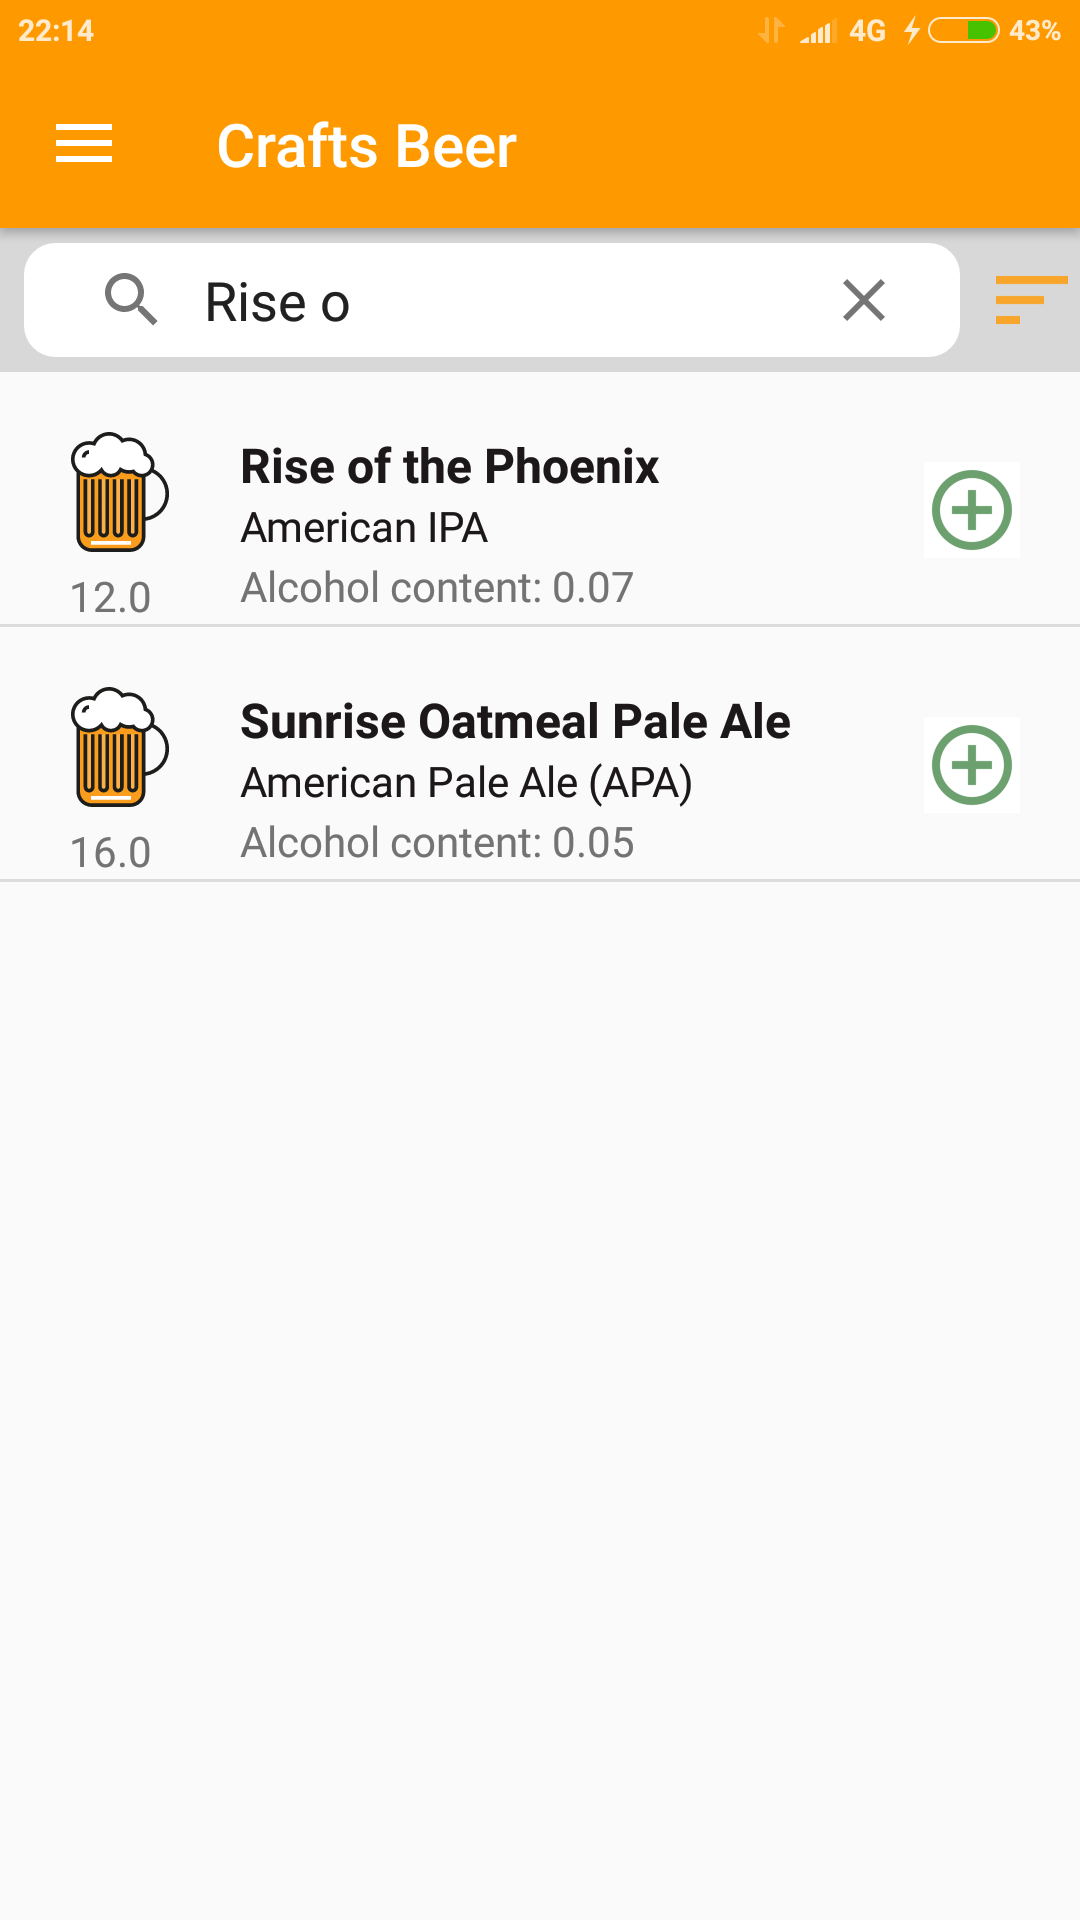 22:14 4G 43%
Crafts Beer
Rise o
Rise of the Phoenix
American IPA
Alcohol content: 0.07
12.0
Sunrise Oatmeal Pale Ale
American Pale Ale (APA)
Alcohol content: 0.05
16.0